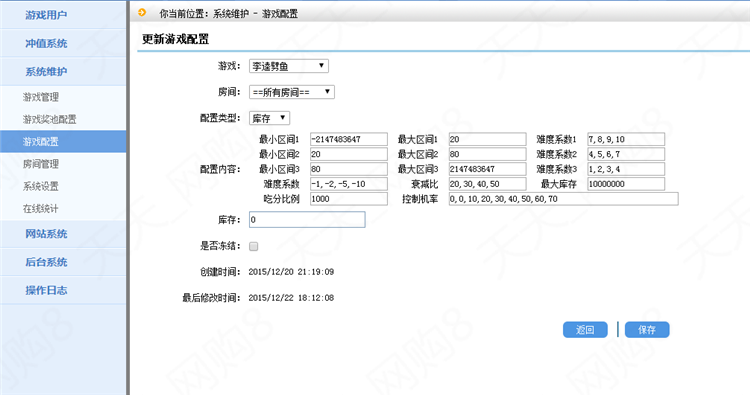 游戏用户
冲值系统
系统维护
游戏管理
游戏奖池配置
游戏配置
房间管理
系统设置
在线统计
网站系统
后台系统
操作日志
你当前位置：系统维护 - 游戏配置
更新游戏配置
游戏： 李逵劈鱼
房间： ==所有房间==
配置类型： 库存
配置内容：
最小区间1 -2147483647 最大区间1 20 难度系数1 7,8,9,10
最小区间2 20 最大区间2 80 难度系数2 4,5,6,7
最小区间3 80 最大区间3 2147483647 难度系数3 1,2,3,4
难度系数 -1,-2,-5,-10 衰减比 20,30,40,50 最大库存 10000000
吃分比例 1000 控制机率 0,0,10,20,30,40,50,60,70
库存： 0
是否冻结：
创建时间： 2015/12/20 21:19:09
最后修改时间： 2015/12/22 18:12:08
返回 | 保存
网购8